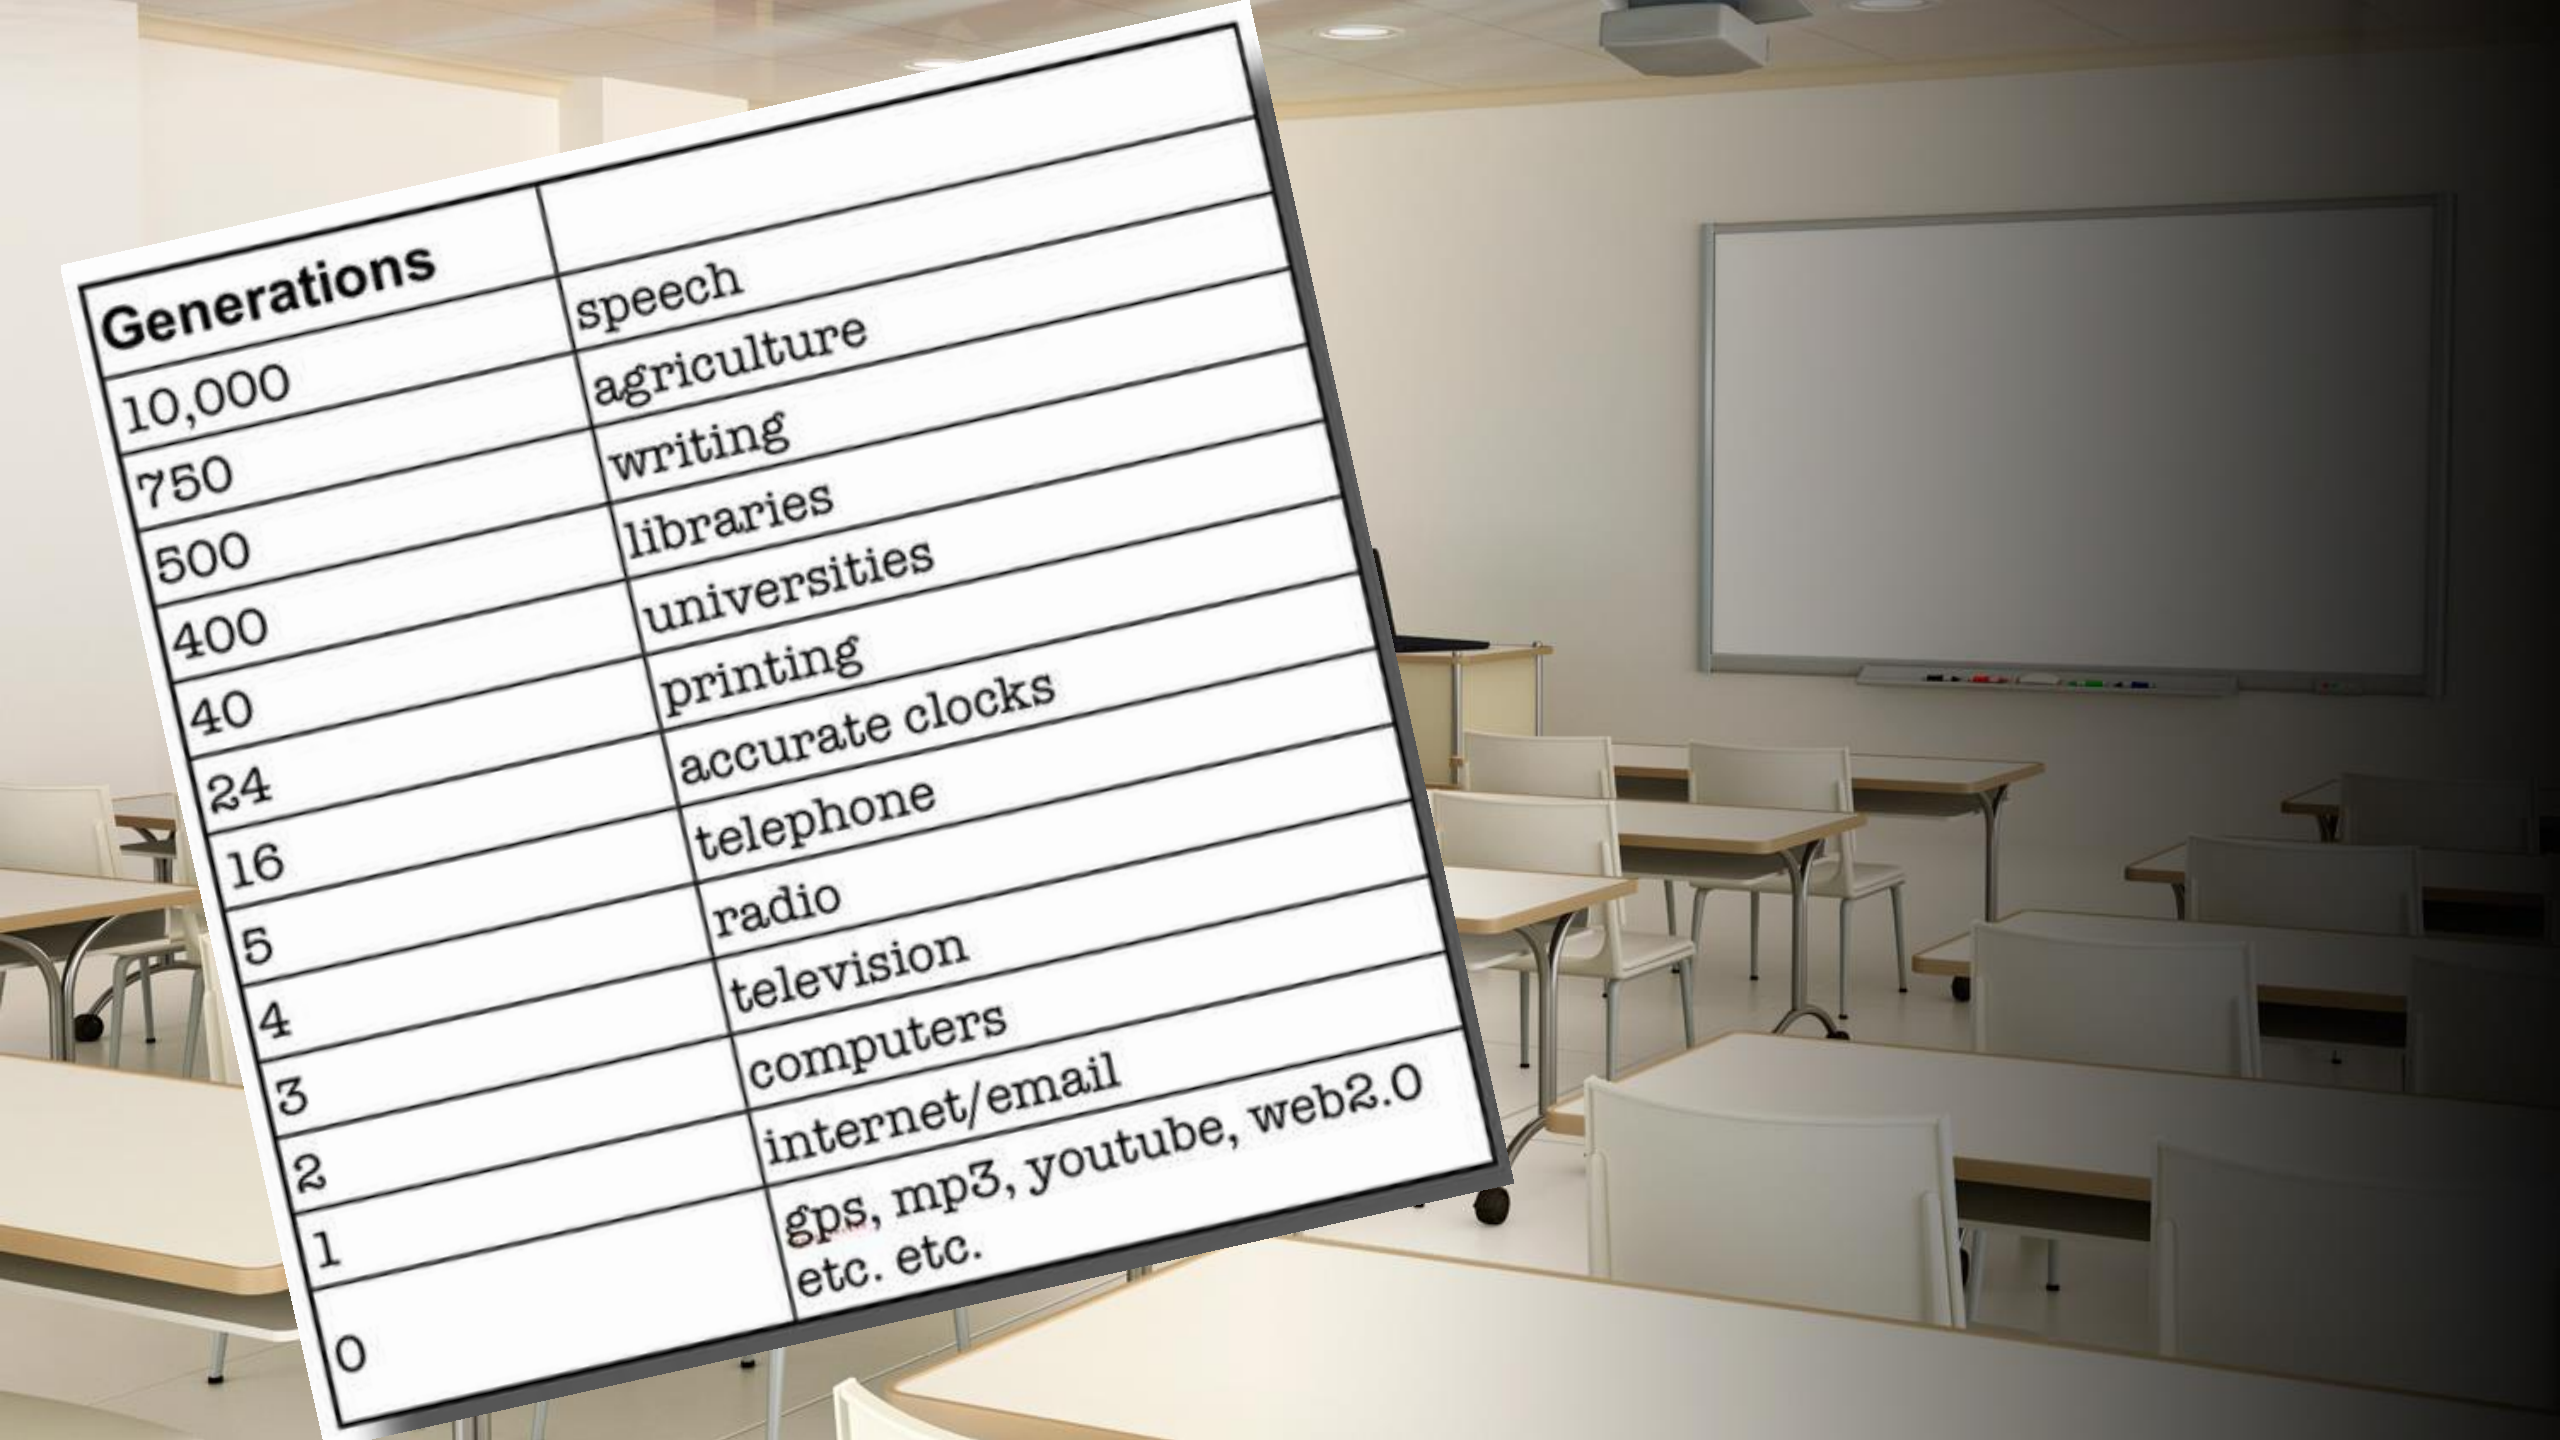 Generations
10,000 speech
750 agriculture
500 writing
400 libraries
40 universities
24 printing
16 accurate clocks
5 telephone
4 radio
3 television
2 computers
1 internet/email
0 gps, mp3, youtube, web2.0
etc. etc.